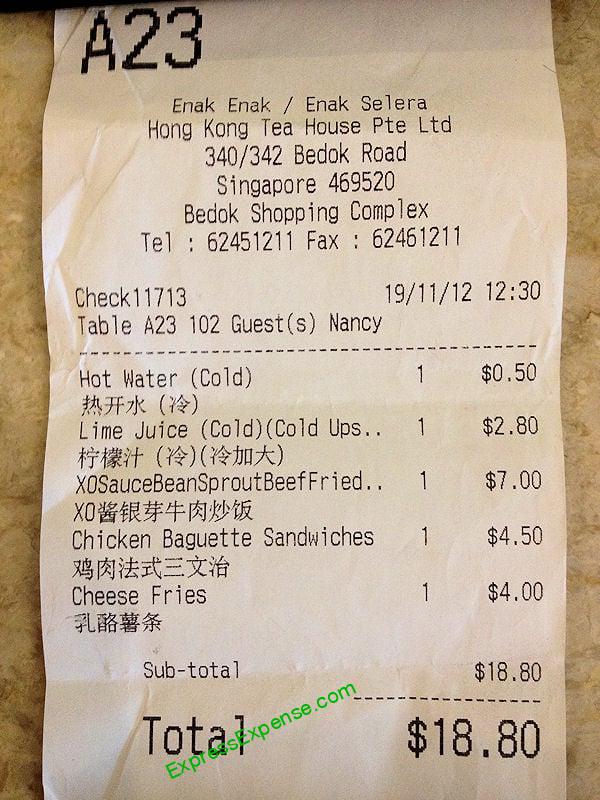 A23
Enak Enak / Enak Selera
Hong Kong Tea House Pte Ltd
340/342 Bedok Road
Singapore 469520
Bedok Shopping Complex
Tel : 62451211 Fax : 62461211
Check11713 19/11/12 12:30
Table A23 102 Guest(s) Nancy
Hot Water (Cold) 1 $0.50
热开水 (冷)
Lime Juice (Cold)(Cold Ups.. 1 $2.80
柠檬汁 (冷)(冷加大)
XOSauceBeanSproutBeefFried.. 1 $7.00
XO酱银芽牛肉炒饭
Chicken Baguette Sandwiches 1 $4.50
鸡肉法式三文治
Cheese Fries 1 $4.00
乳酪薯条
Sub-total $18.80
Total $18.80
ExpressExpense.com